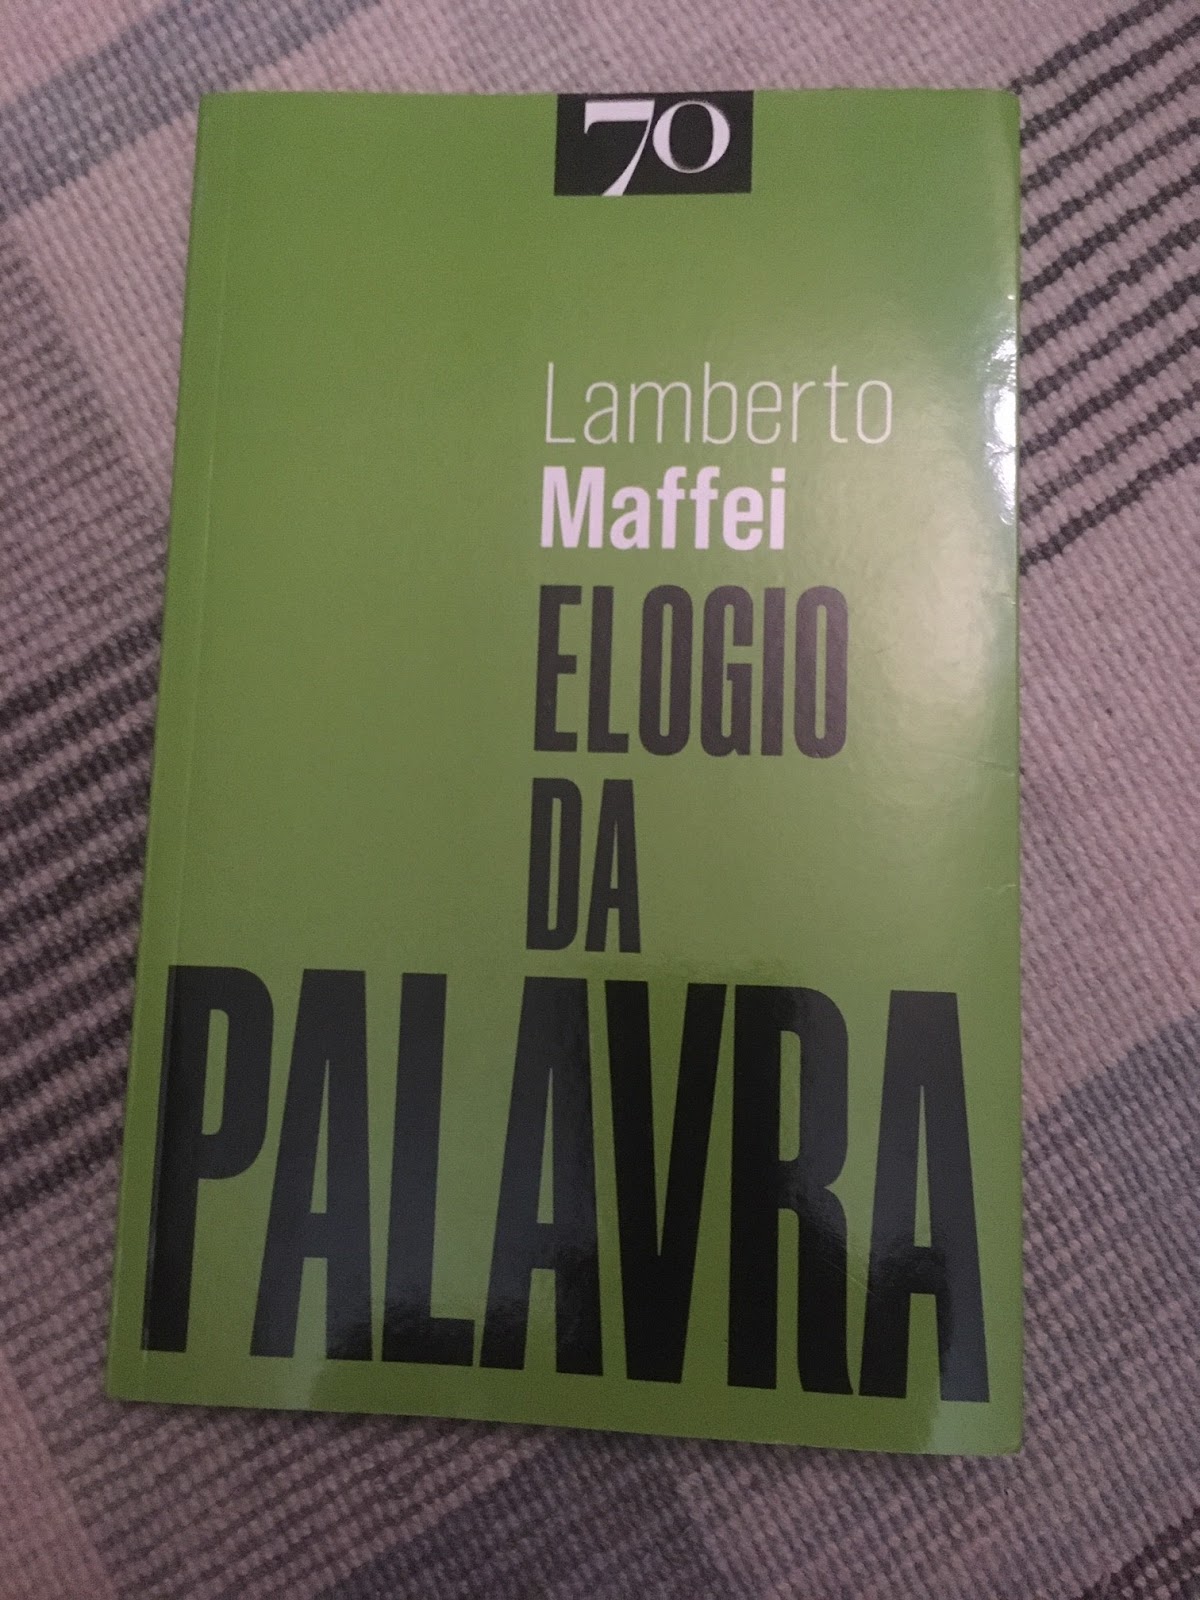 70
Lamberto
Maffei
ELOGIO
DA
PALAVRA